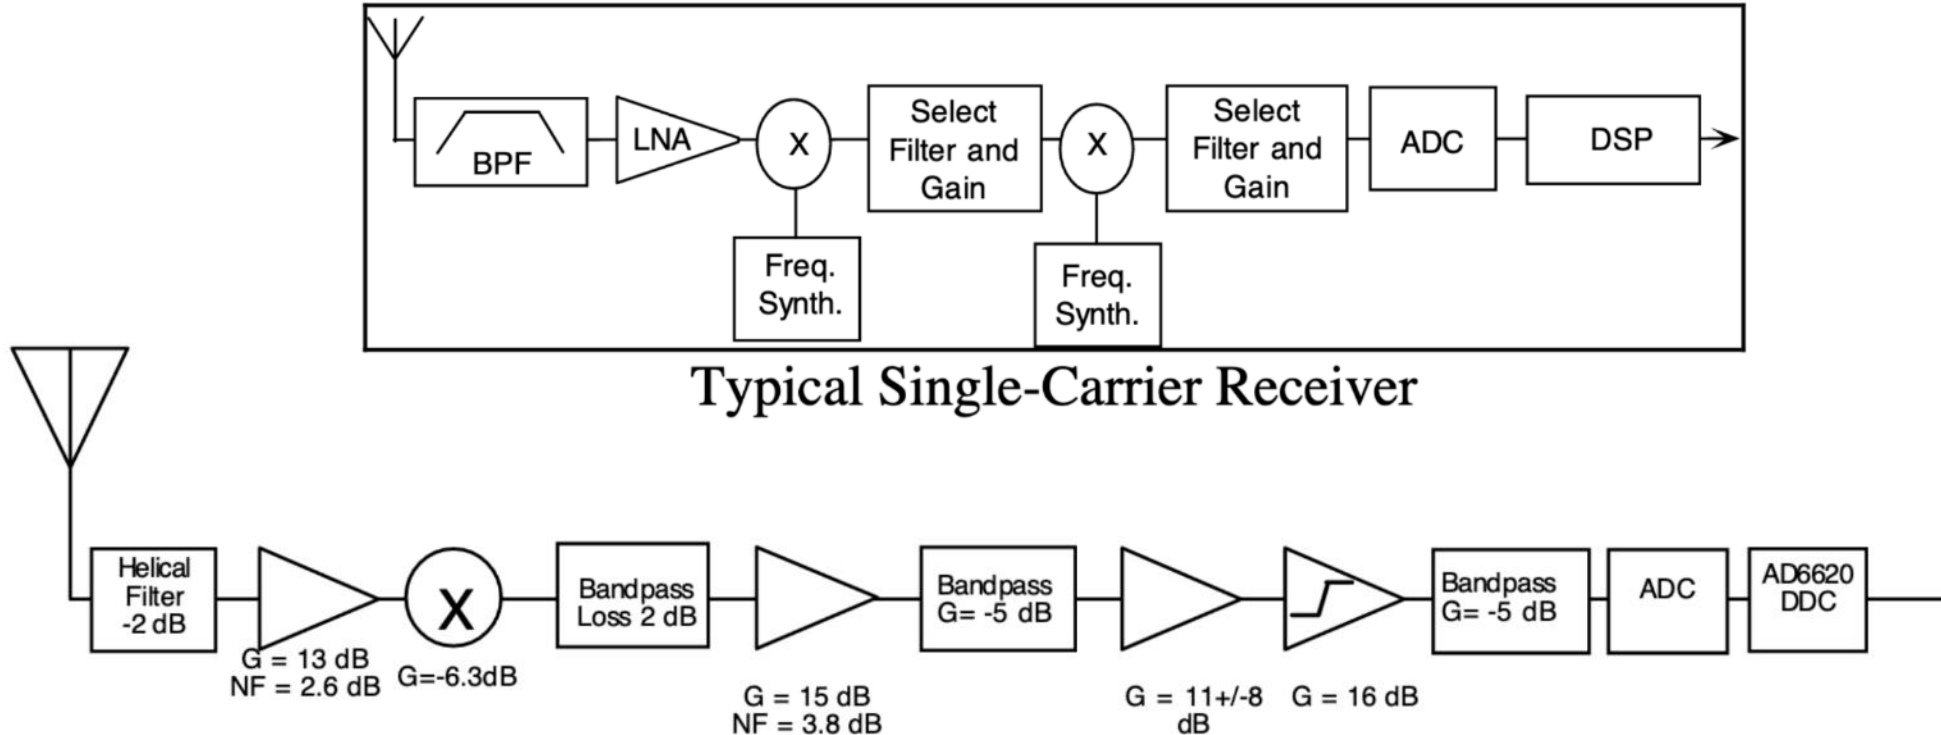 BPF
LNA
X
Freq.
Synth.
Select
Filter and
Gain
X
Freq.
Synth.
Select
Filter and
Gain
ADC
DSP
Typical Single-Carrier Receiver
Helical
Filter
-2 dB
G = 13 dB
NF = 2.6 dB
X
G=-6.3dB
Bandpass
Loss 2 dB
G = 15 dB
NF = 3.8 dB
Bandpass
G= -5 dB
G = 11+/-8
dB
G = 16 dB
Bandpass
G= -5 dB
ADC
AD6620
DDC